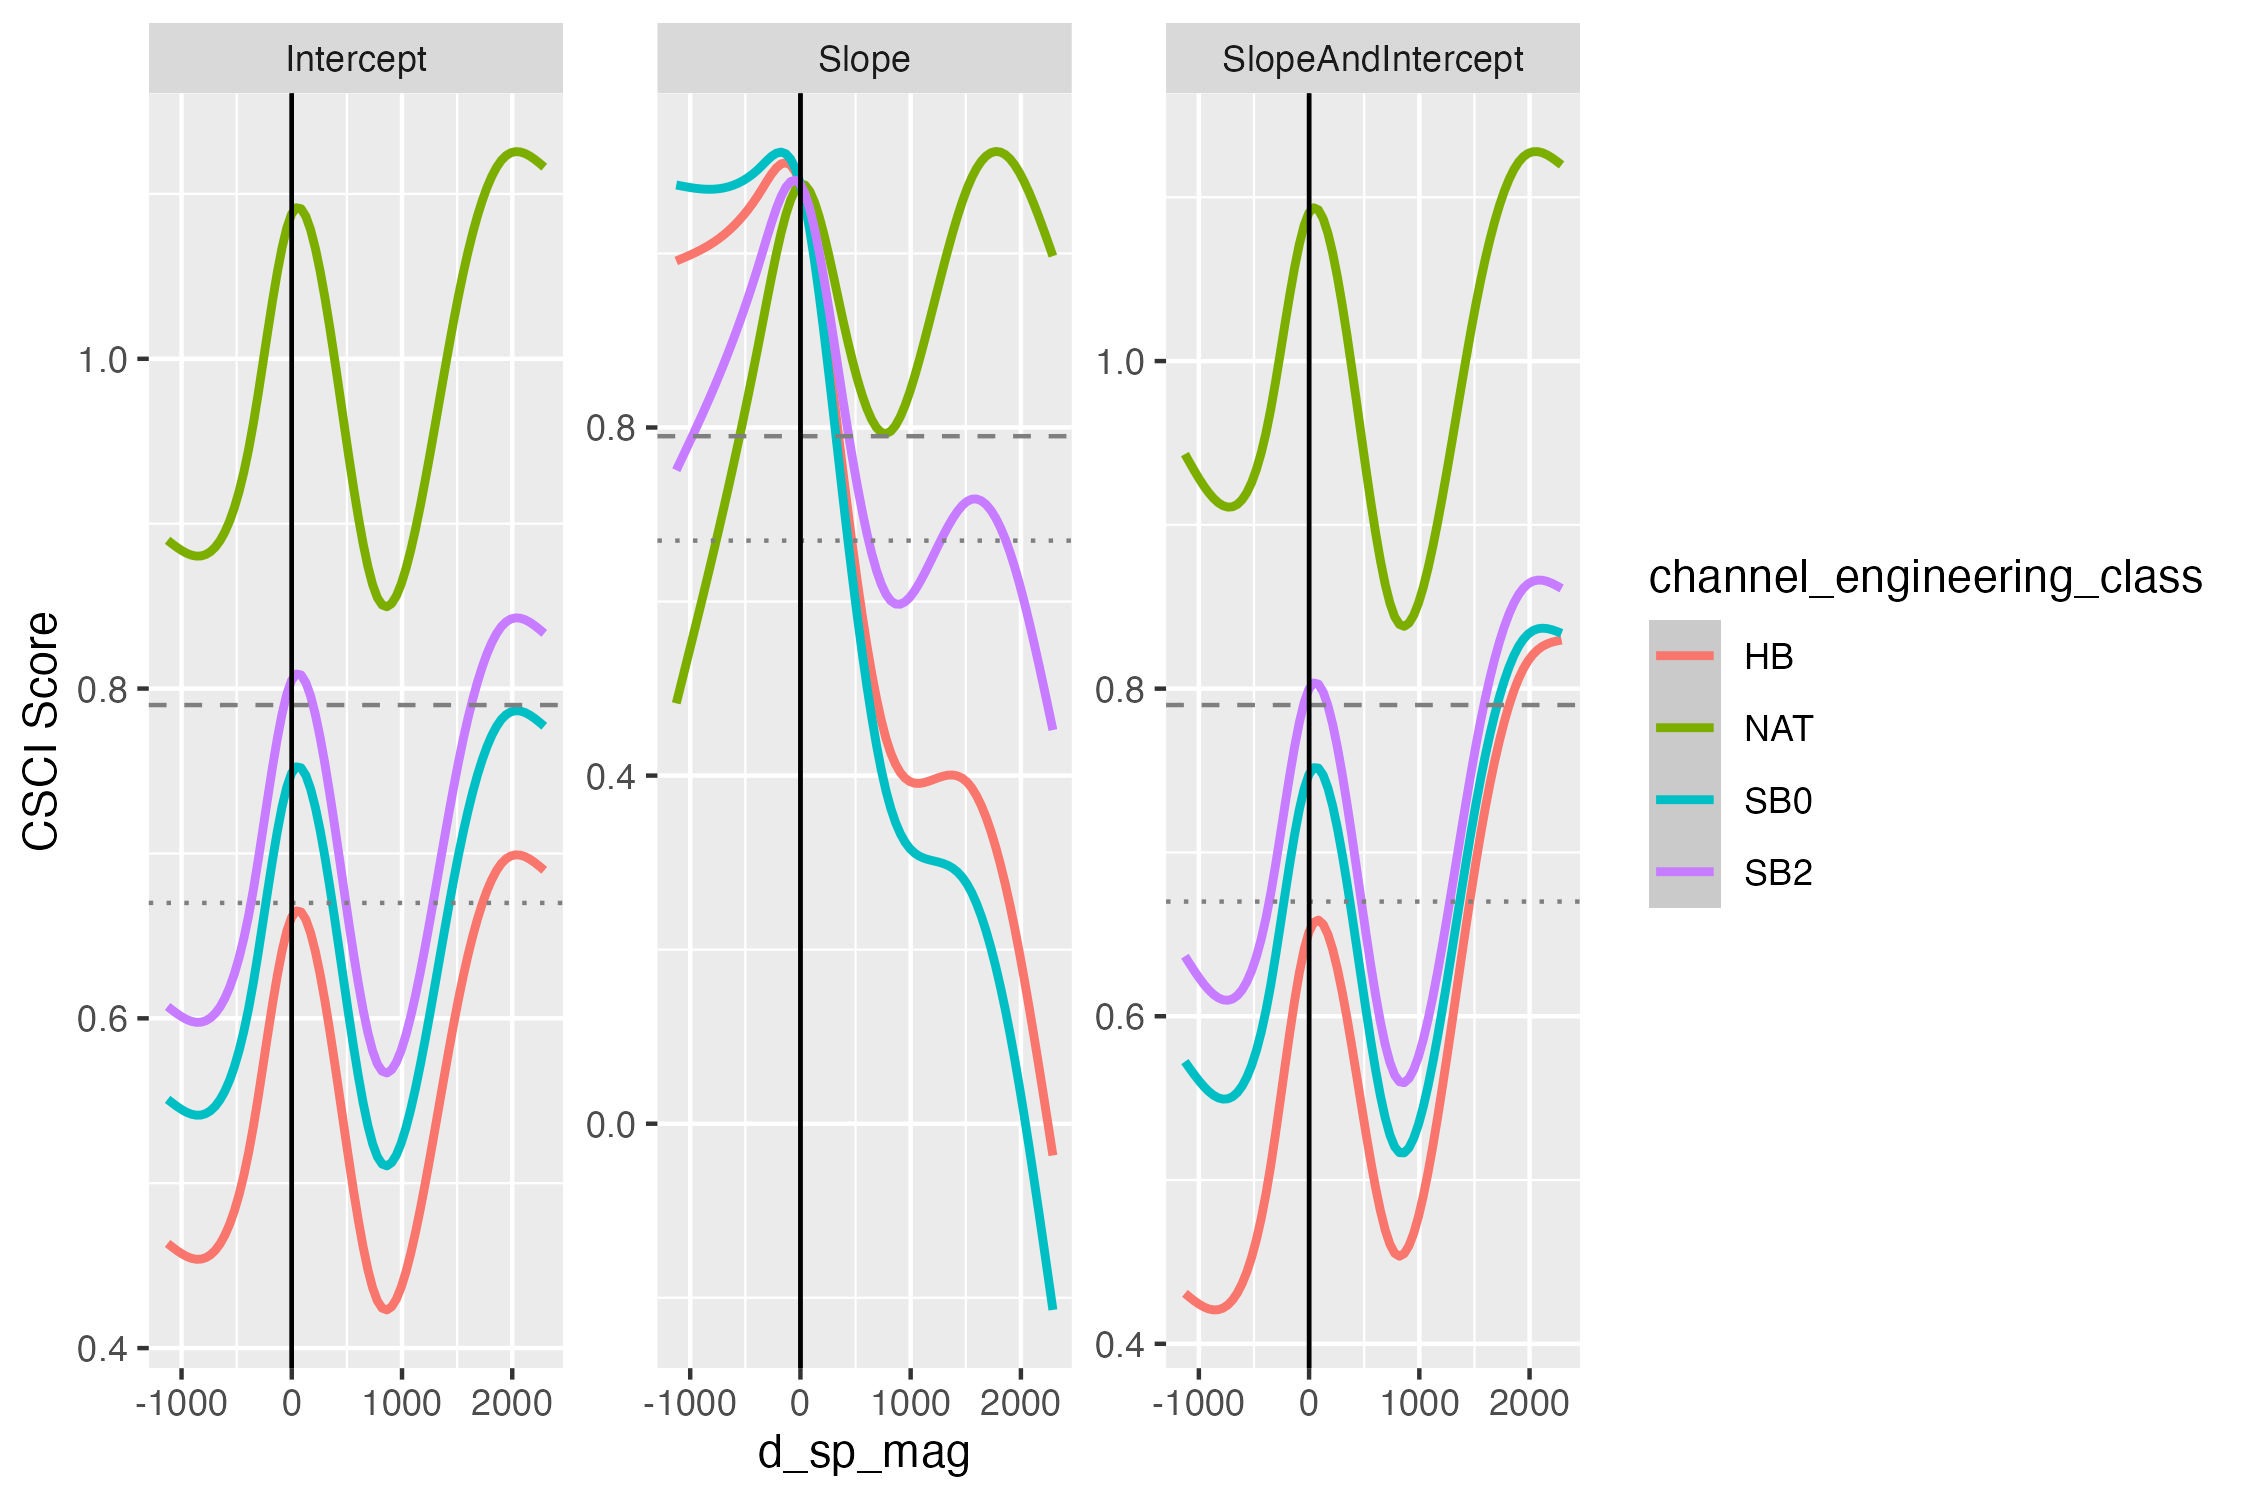 Intercept
Slope
SlopeAndIntercept
CSCI Score
1.0
0.8
0.6
0.4
0.8
0.4
0.0
1.0
0.8
0.6
0.4
-1000 0 1000 2000
-1000 0 1000 2000
-1000 0 1000 2000
d_sp_mag
channel_engineering_class
HB
NAT
SB0
SB2